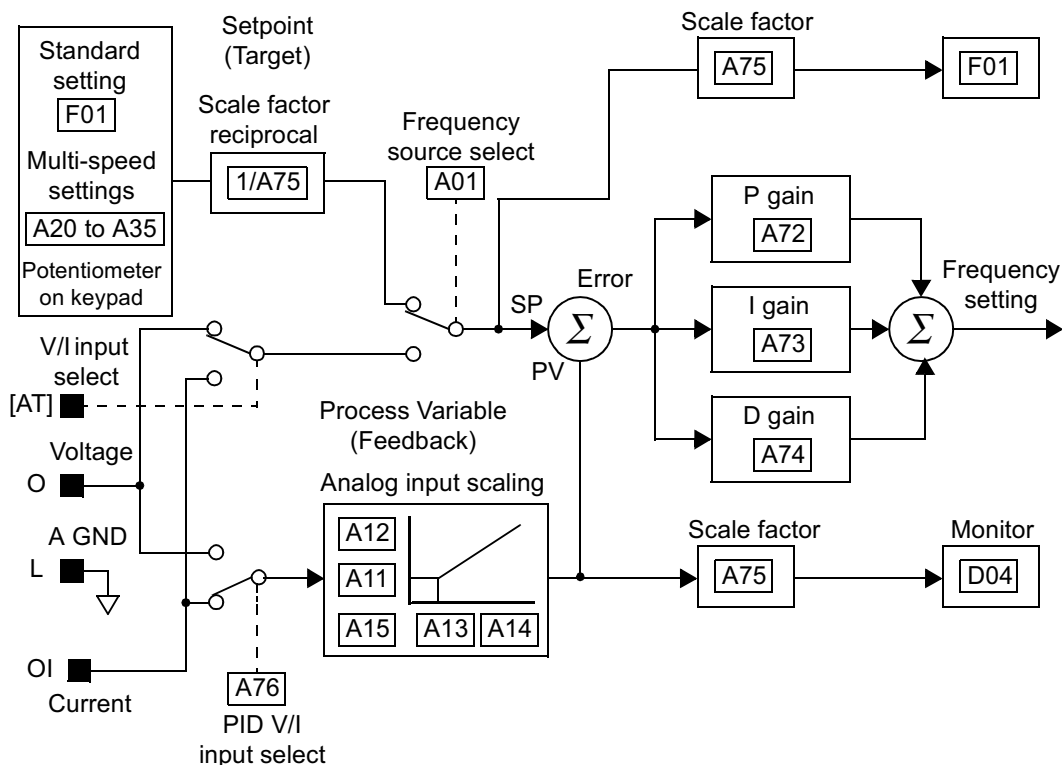 Standard
setting
F01
Multi-speed
settings
A20 to A35
Potentiometer
on keypad
Setpoint
(Target)
Scale factor
reciprocal
1/A75
Frequency
source select
A01
Scale factor
A75
F01
P gain
A72
I gain
A73
D gain
A74
Error
SP
Σ
PV
Σ
Frequency
setting
V/I input
select
[AT]
Voltage
O
A GND
L
OI
Current
Process Variable
(Feedback)
Analog input scaling
A12
A11
A15
A13
A14
A76
PID V/I
input select
Scale factor
A75
Monitor
D04